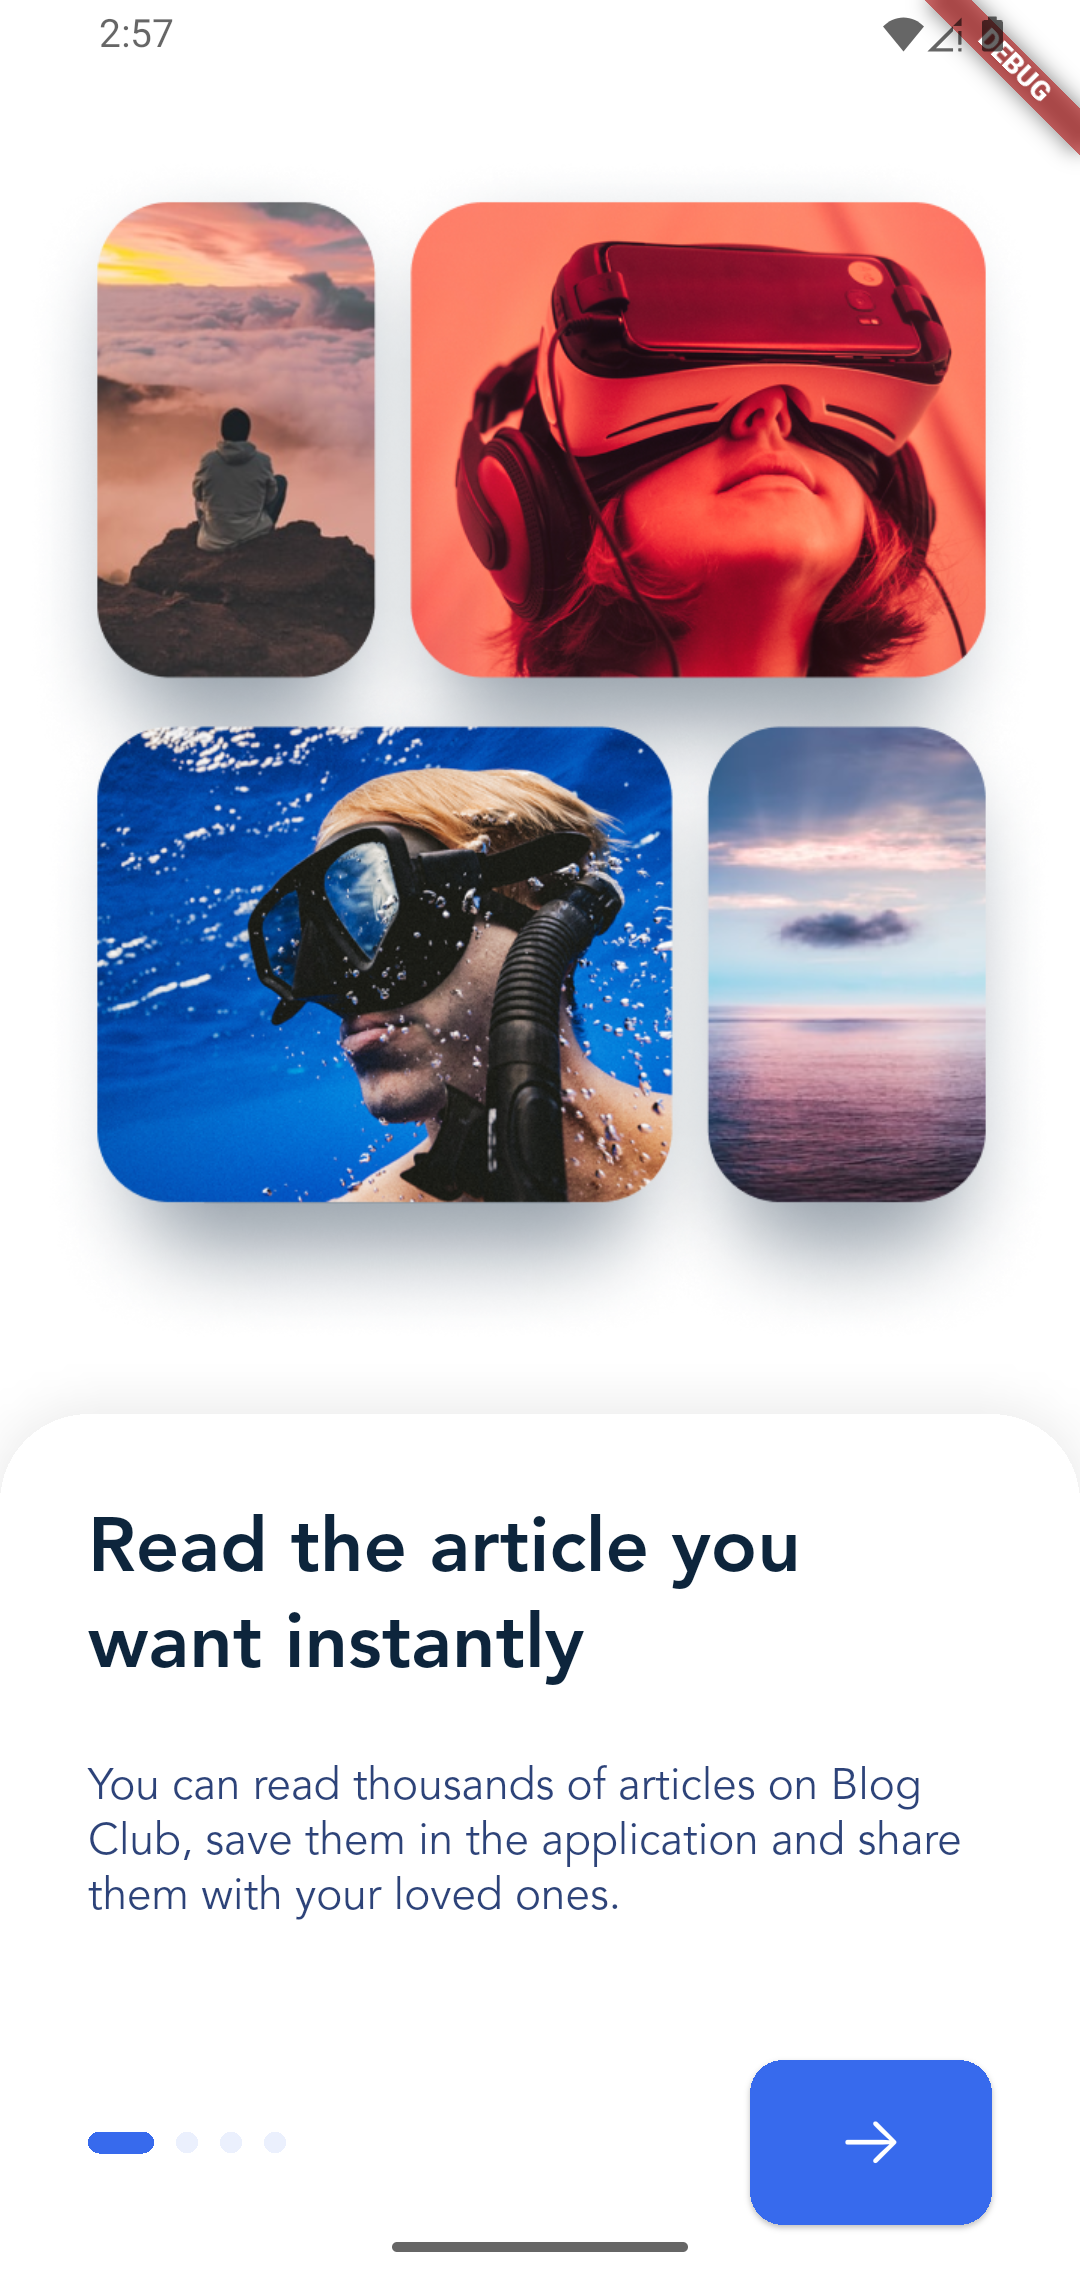 2:57
DEBUG
Read the article you
want instantly
You can read thousands of articles on Blog
Club, save them in the application and share
them with your loved ones.